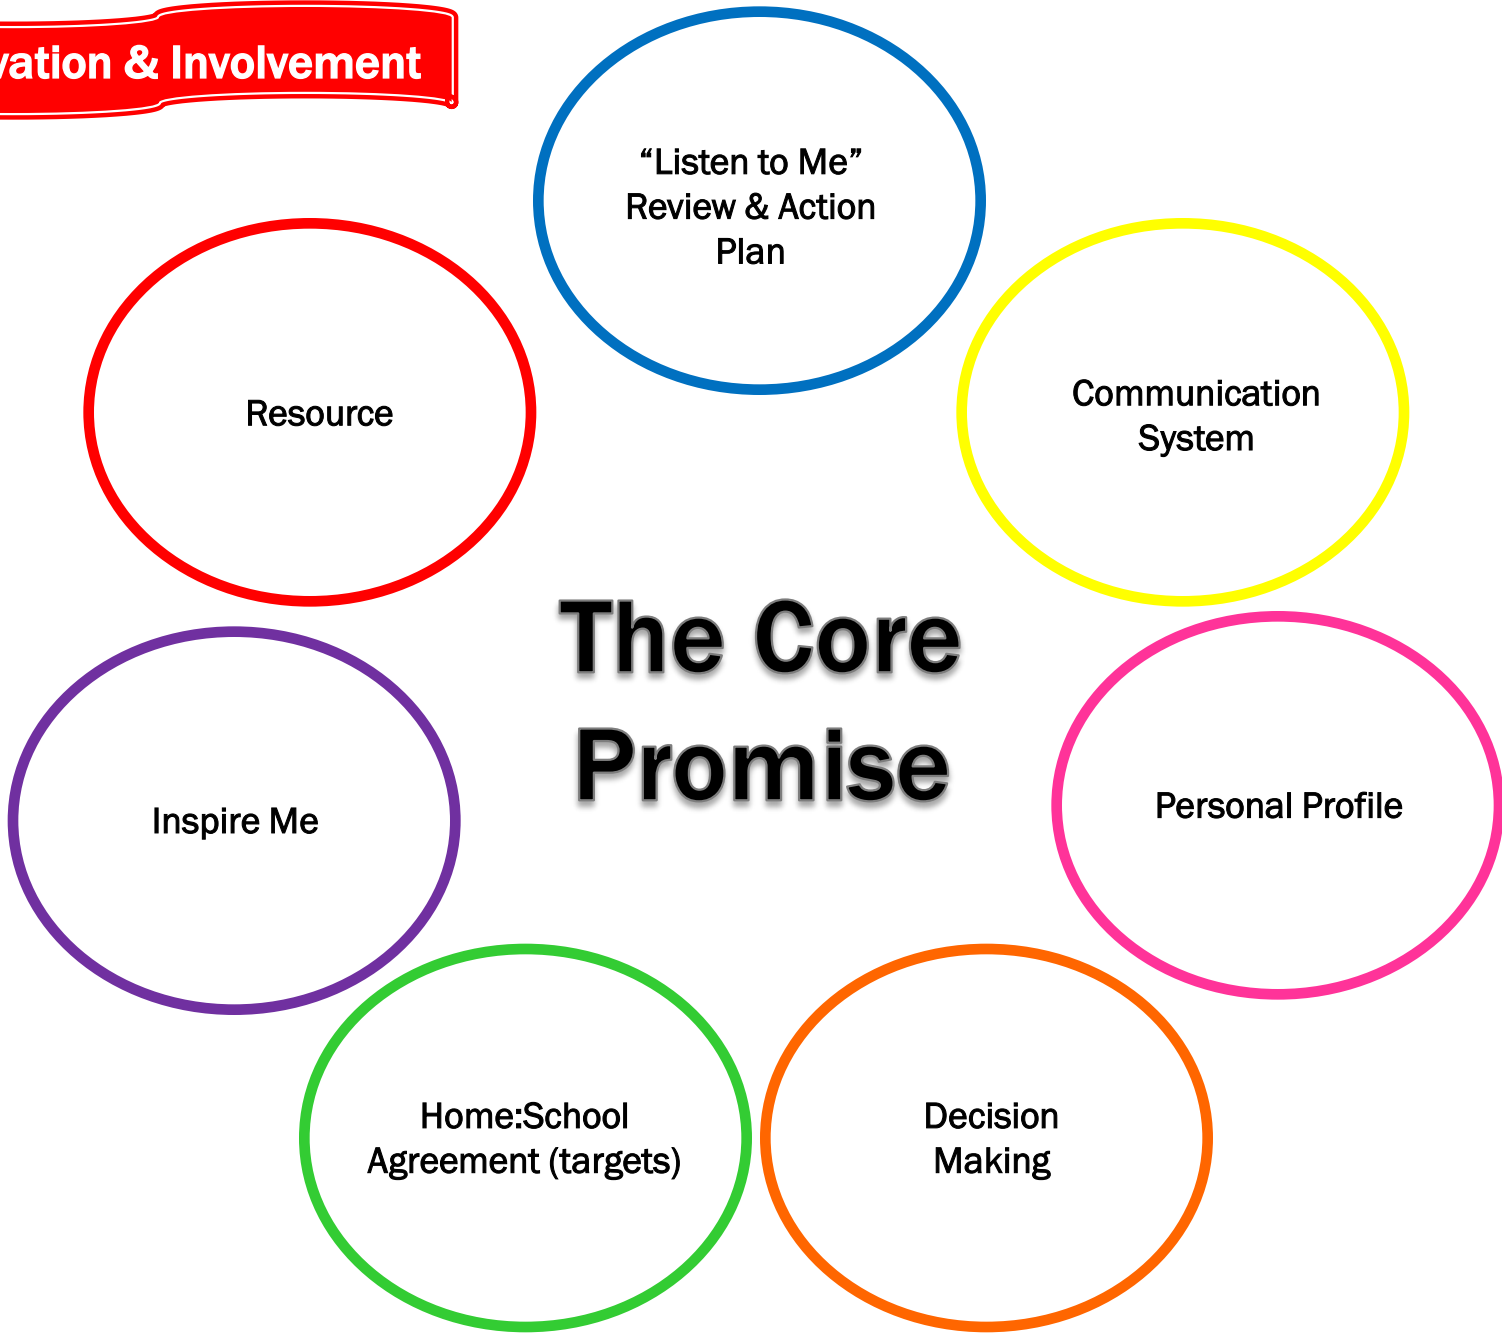 & Involvement
“Listen to Me”
Review & Action
Plan
Resource
Communication
System
The Core
Promise
Inspire Me
Personal Profile
Home:School
Agreement (targets)
Decision
Making